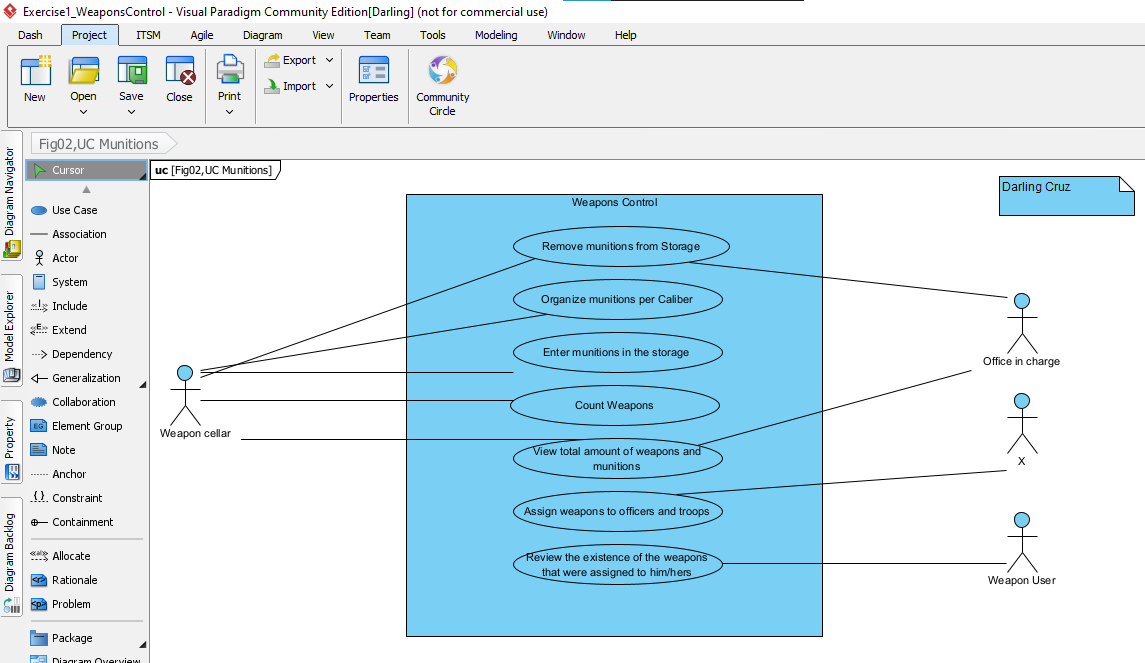 Exercise1_WeaponsControl - Visual Paradigm Community Edition[Darling] (not for commercial use)
Dash Project ITSM Agile Diagram View Team Tools Modeling Window Help
New Open Save Close Print Export Import Properties Community Circle
Fig02,UC Munitions
Diagram Navigator
Model Explorer
Property
Diagram Backlog
Cursor
Use Case
Association
Actor
System
Include
Extend
Dependency
Generalization
Collaboration
Element Group
Note
Anchor
Constraint
Containment
Allocate
Rationale
Problem
Package
Diagram Overview
uc [Fig02,UC Munitions]
Darling Cruz
Weapons Control
Remove munitions from Storage
Organize munitions per Caliber
Enter munitions in the storage
Count Weapons
View total amount of weapons and
munitions
Assign weapons to officers and troops
Review the existence of the weapons
that were assigned to him/hers
Weapon cellar
Office in charge
X
Weapon User